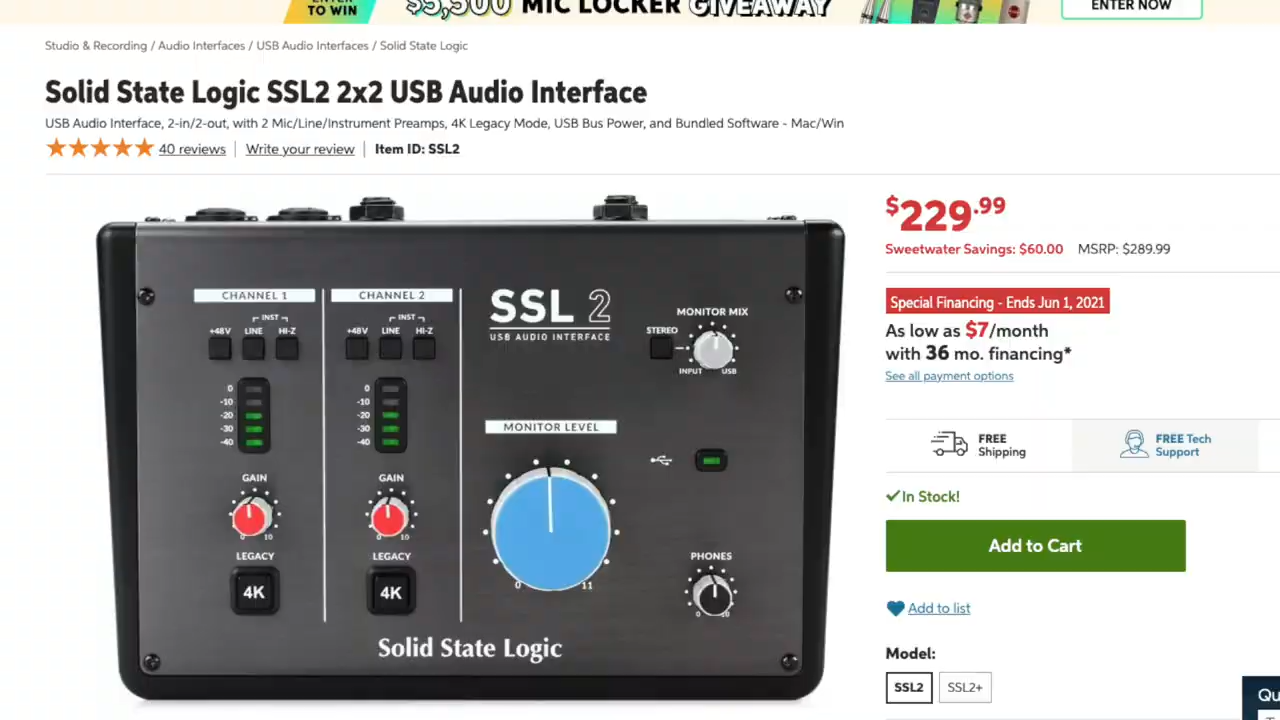 TO WIN
$5,500 MIC LOCKER GIVEAWAY
ENTER NOW
Studio & Recording / Audio Interfaces / USB Audio Interfaces / Solid State Logic
Solid State Logic SSL2 2x2 USB Audio Interface
USB Audio Interface, 2-in/2-out, with 2 Mic/Line/Instrument Preamps, 4K Legacy Mode, USB Bus Power, and Bundled Software - Mac/Win
40 reviews | Write your review | Item ID: SSL2
CHANNEL 1
INST
+48V LINE HI-Z
0
-10
-20
-30
-40
GAIN
0 10
LEGACY
4K
CHANNEL 2
INST
+48V LINE HI-Z
0
-10
-20
-30
-40
GAIN
0 10
LEGACY
4K
SSL 2
USB AUDIO INTERFACE
MONITOR MIX
STEREO
INPUT USB
MONITOR LEVEL
0 11
PHONES
0 10
Solid State Logic
$229.99
Sweetwater Savings: $60.00 MSRP: $289.99
Special Financing - Ends Jun 1, 2021
As low as $7/month
with 36 mo. financing*
See all payment options
FREE
Shipping
FREE Tech
Support
In Stock!
Add to Cart
Add to list
Model:
SSL2 SSL2+